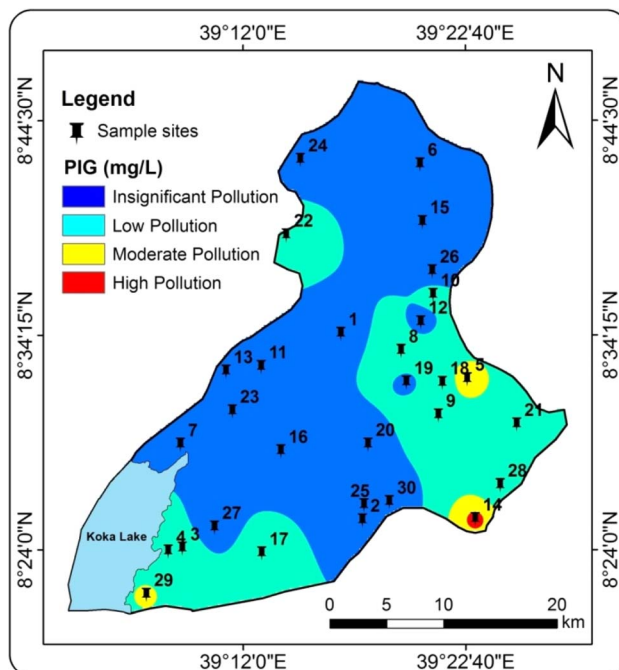 39°12'0"E 39°22'40"E
N
8°44'30"N 8°44'30"N
Legend
Sample sites
PIG (mg/L)
Insignificant Pollution
Low Pollution
Moderate Pollution
High Pollution
24 6
22 15
26
10
12
8°34'15"N 8°34'15"N
1
8
13 11
19 18 5
23 9
21
7 16 20
28
25 30
2 14
27
Koka Lake
4 3 17
8°24'0"N 8°24'0"N
29
0 10 20
km
39°12'0"E 39°22'40"E